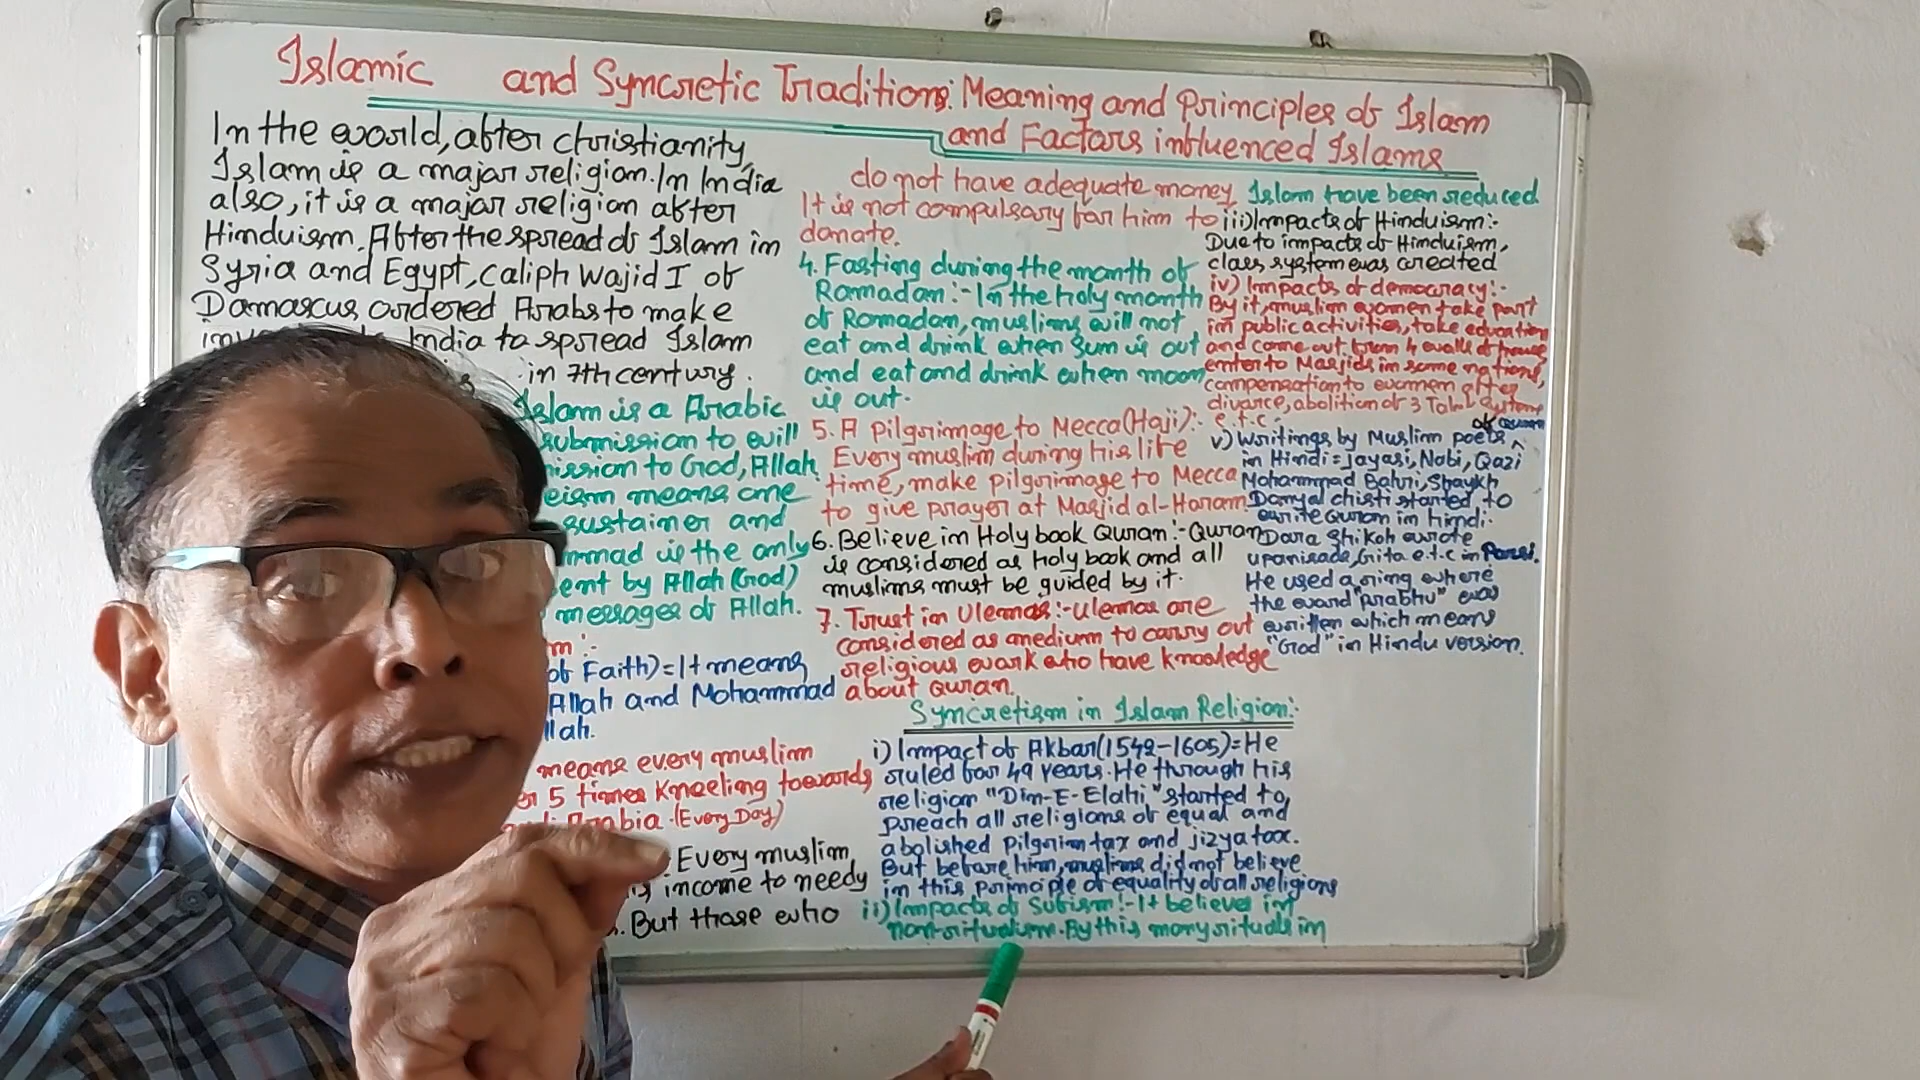 Islamic and Syncretic Traditions: Meaning and Principles of Islam
and Factors influenced Islams
In the world, after christianity,
Islam is a major religion. In India
also, it is a major religion after
Hinduism. After the spread of Islam in
Syria and Egypt, caliph Wajid I of
Damascus ordered Arabs to make
India to spread Islam
in 7th century.
Islam is a Arabic
submission to will
mission to God, Allah
eism means one
sustainer and
mmad is the only
sent by Allah (God)
messages of Allah.
m:-
of Faith)=It means
Allah and Mohammad
llah.
means every muslim
er 5 times kneeling towards
di Arabia (Every Day)
Every muslim
is income to needy
But those who
do not have adequate money,
It is not compulsory for him to
donate.
4. Fasting during the month of
Ramadan:- In the holy month
of Ramadan, muslims will not
eat and drink when sun is out
and eat and drink when moon
is out.
5. A Pilgrimage to Mecca (Hajj):-
Every muslim during his life
time, make pilgrimage to Mecca
to give prayer at Masjid al-Haram.
6. Believe in Holy book Quran:- Quran
is considered as holy book and all
muslims must be guided by it.
7. Trust in Ulemas:- Ulemas are
considered as medium to carry out
religious work who have knowledge
about Quran.
Syncretism in Islam Religion:-
i) Impact of Akbar(1542-1605)=He
ruled for 49 years. He through his
religion "Din-E-Elahi" started to
preach all religions of equal and
abolished pilgrim tax and jizya tax.
But before him, muslims did not believe
in this principle of equality of all religions
ii) Impacts of Sufism:- It believes in
non-ritualism. By this many rituals in
Islam have been reduced
iii) Impacts of Hinduism:-
Due to impacts of Hinduism,
class system was created
iv) Impacts of democracy:-
By it, muslim women take part
in public activities, take education
and come out from 4 walls of house,
enter to Masjids in some nations,
compensation to women after
divorce, abolition of 3 Talak system
e.t.c.
v) Writings by Muslim poets of Quran
in Hindi = Jayasi, Nabi, Qazi
Mohammad Bahri, Shaykh
Danyal chisti started to
write Quran in hindi.
Dara Shikoh wrote
upanisads, Gita e.t.c in Parsi.
He used a ring where
the word "prabhu" was
written which means
"God" in Hindu version.